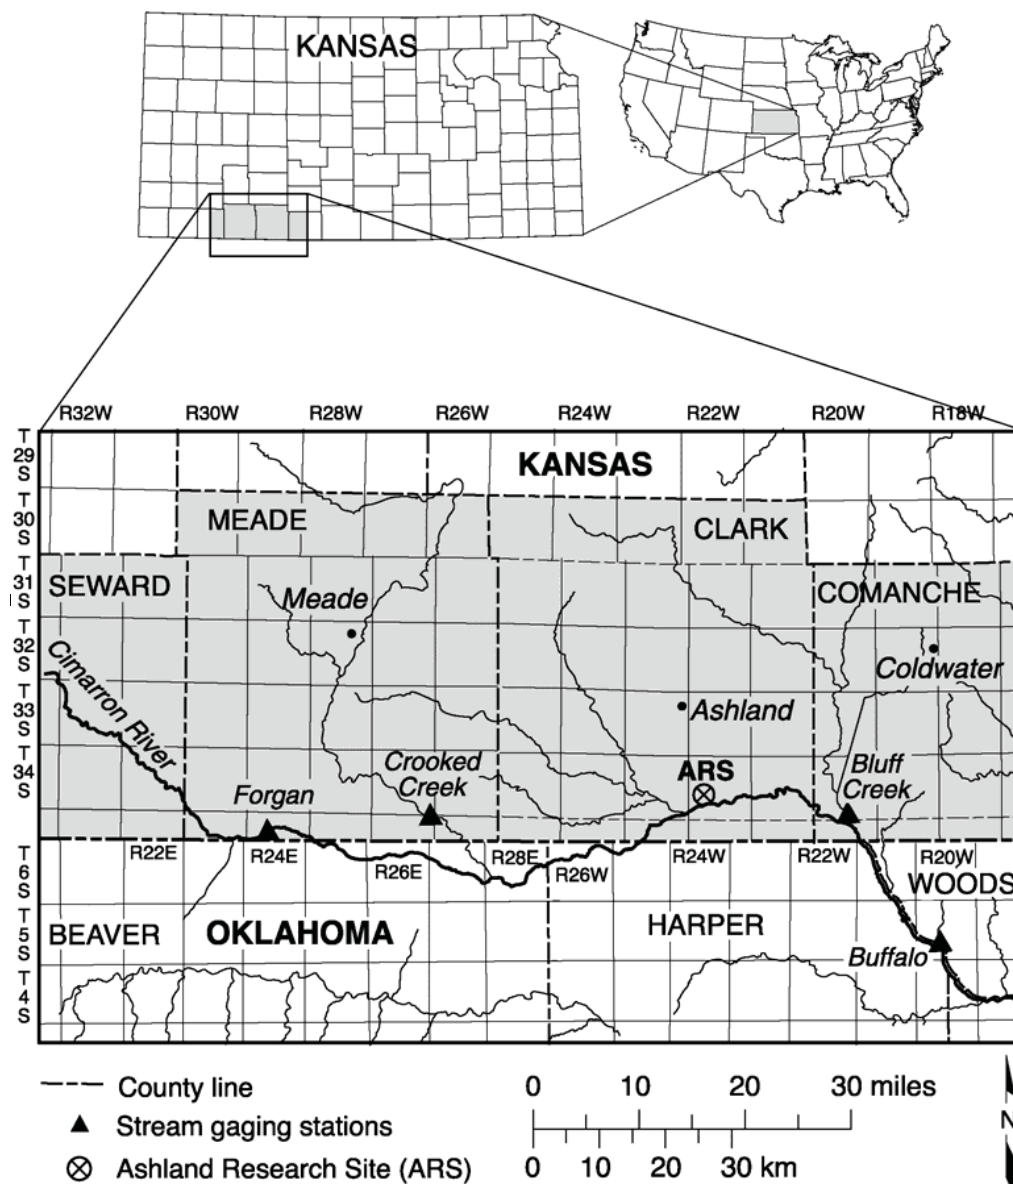 KANSAS
R32W R30W R28W R26W R24W R22W R20W R18W
T
29
S
KANSAS
T
30
S
MEADE CLARK
T
31
S
SEWARD Meade COMANCHE
T
32
S
Cimarron River Coldwater
T
33
S
Ashland
T
34
S
Crooked
Creek
ARS
Bluff
Creek
Forgan
R22E R24E R26E R28E R26W R24W R22W R20W
T
6
S
WOODS
T
5
S
BEAVER OKLAHOMA HARPER
Buffalo
T
4
S
County line
Stream gaging stations
Ashland Research Site (ARS)
0 10 20 30 miles
0 10 20 30 km
N